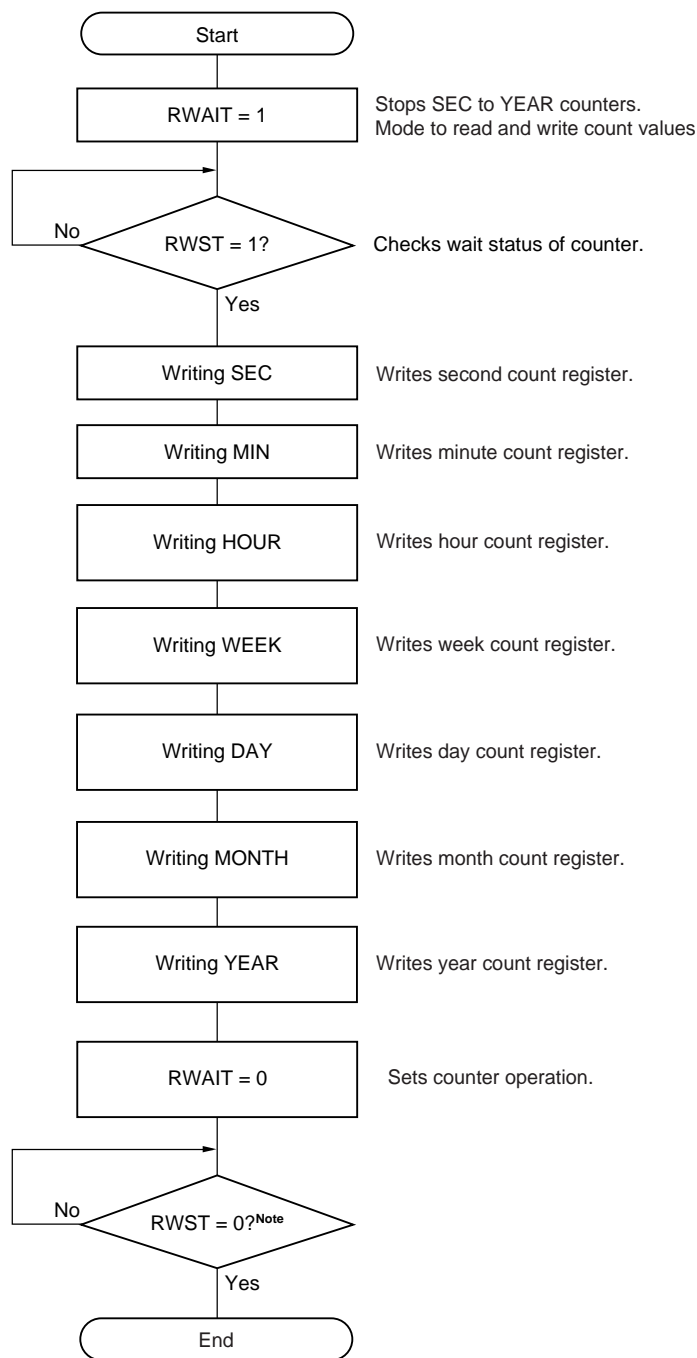 Start
RWAIT = 1
Stops SEC to YEAR counters.
Mode to read and write count values
No
RWST = 1?
Checks wait status of counter.
Yes
Writing SEC
Writes second count register.
Writing MIN
Writes minute count register.
Writing HOUR
Writes hour count register.
Writing WEEK
Writes week count register.
Writing DAY
Writes day count register.
Writing MONTH
Writes month count register.
Writing YEAR
Writes year count register.
RWAIT = 0
Sets counter operation.
No
RWST = 0?Note
Yes
End